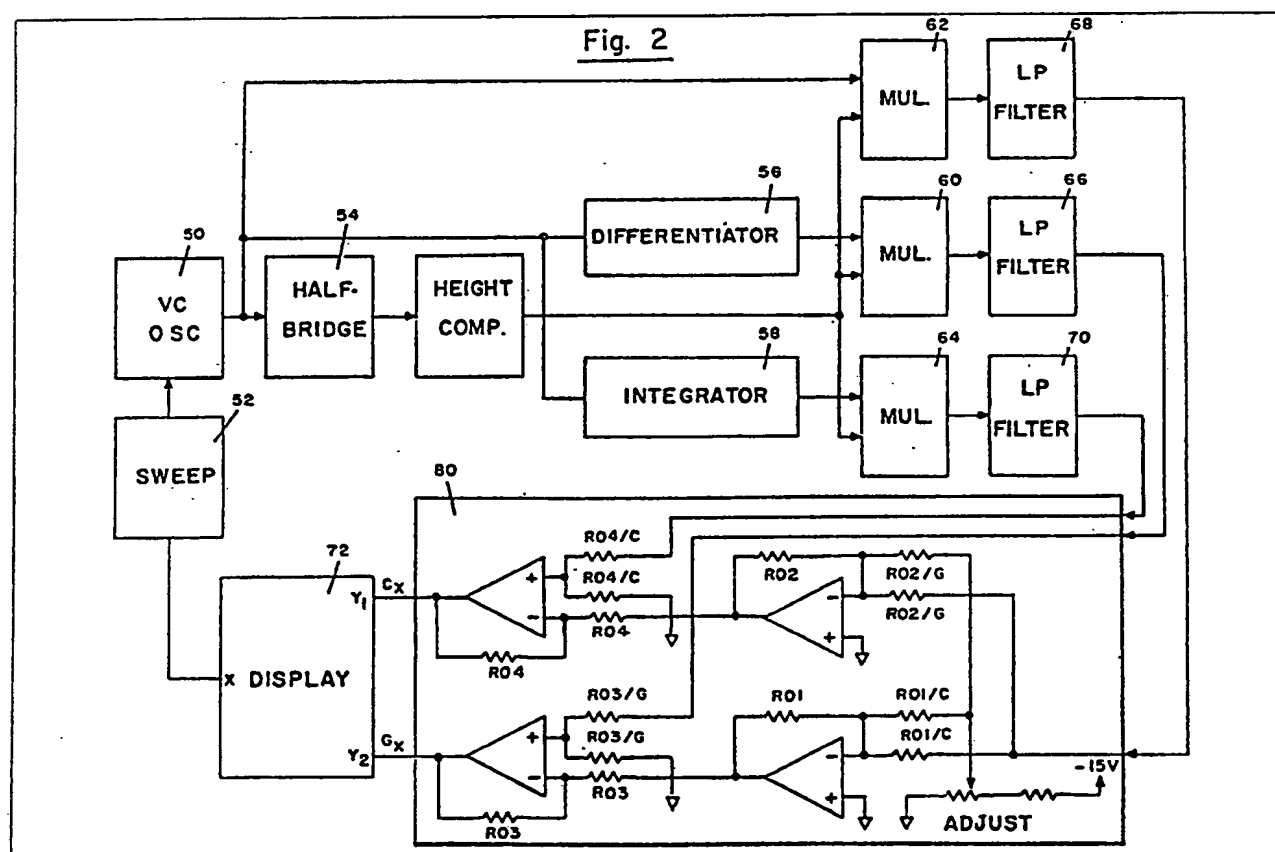 Fig. 2
62
68
MUL.
LP
FILTER
56
60
66
DIFFERENTIATOR
MUL.
LP
FILTER
50
54
VC
OSC
HALF-
BRIDGE
HEIGHT
COMP.
58
64
70
INTEGRATOR
MUL.
LP
FILTER
52
SWEEP
80
72
DISPLAY
X
Y1
Cx
Y2
Gx
R04/C
R04/C
+
-
R04
R04
R02
R02/G
R02/G
-
+
R03/G
R03/G
+
-
R03
R03
R01
R01/C
R01/C
-
+
-15V
ADJUST